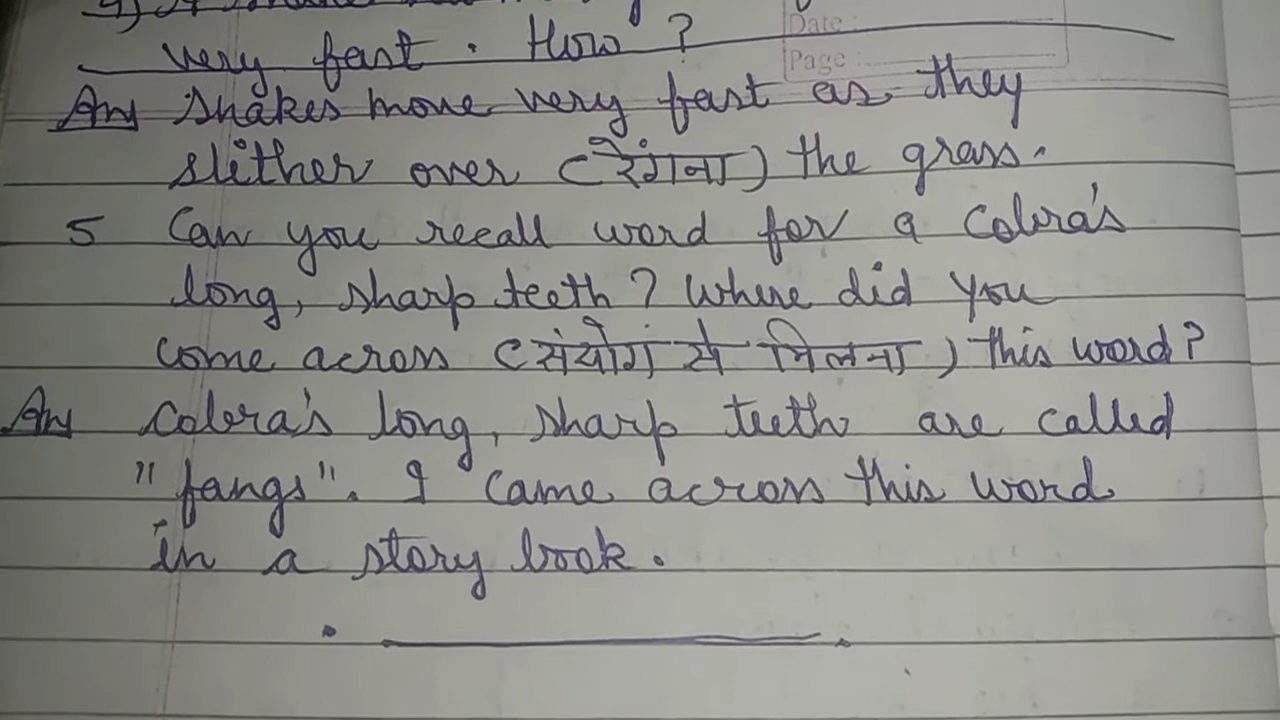 very fast. How?
Date :
Page :
Ans Snakes move very fast as they
slither over (रेंगना) the grass.
5 Can you recall word for a Cobra's
long, sharp teeth? Where did you
come across (संयोग से मिलना) this word?
Ans Cobra's long, sharp teeth are called
"fangs". I came across this word
in a story book.